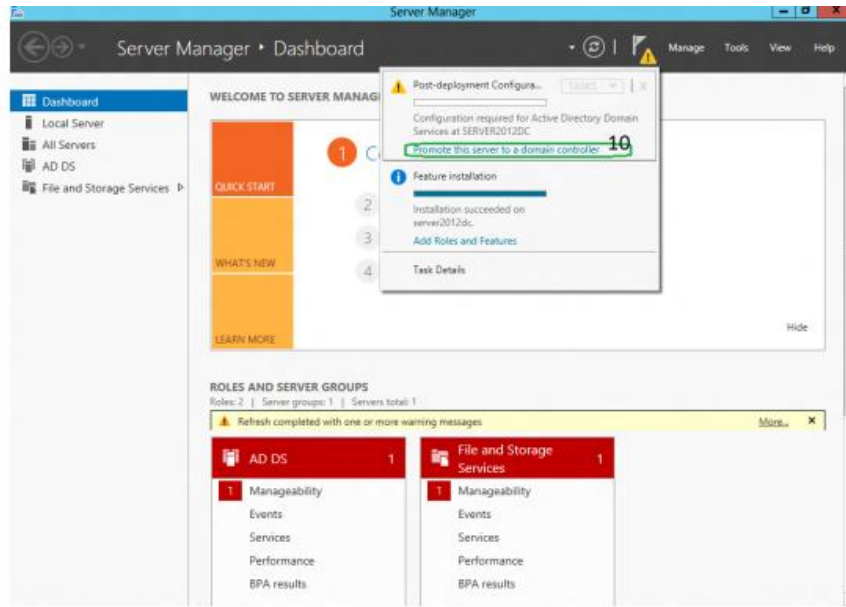 Server Manager
Server Manager • Dashboard
Manage Tools View Help
Dashboard
Local Server
All Servers
AD DS
File and Storage Services
WELCOME TO SERVER MANAG
QUICK START
WHAT'S NEW
LEARN MORE
1
2
3
4
Post-deployment Configura...
TASKS
X
Configuration required for Active Directory Domain
Services at SERVER2012DC
Promote this server to a domain controller
10
Feature installation
Installation succeeded on
server2012dc.
Add Roles and Features
Task Details
Hide
ROLES AND SERVER GROUPS
Roles: 2 | Server groups: 1 | Servers total: 1
Refresh completed with one or more warning messages
More...
AD DS 1
1 Manageability
Events
Services
Performance
BPA results
File and Storage
Services 1
1 Manageability
Events
Services
Performance
BPA results